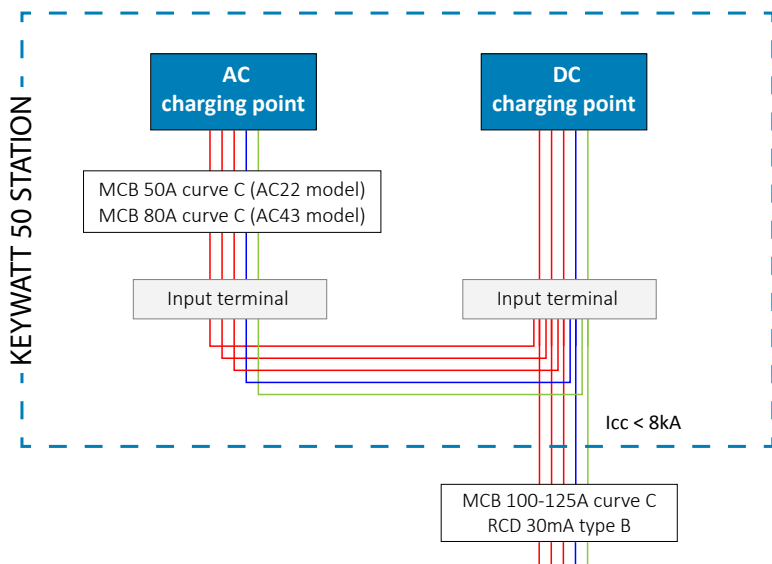 KEYWATT 50 STATION
AC
charging point
DC
charging point
MCB 50A curve C (AC22 model)
MCB 80A curve C (AC43 model)
Input terminal
Input terminal
Icc < 8kA
MCB 100-125A curve C
RCD 30mA type B